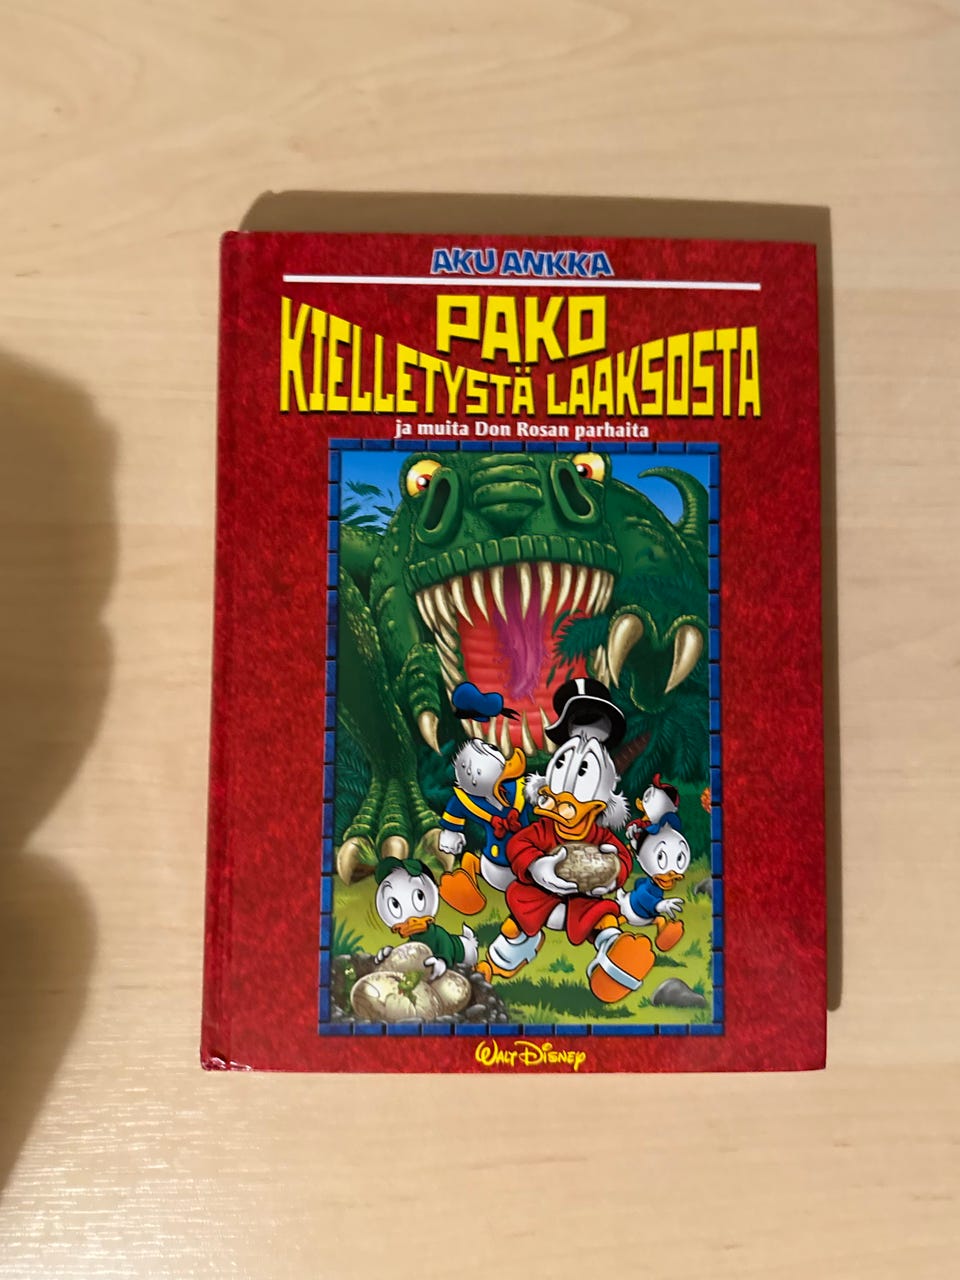 AKU ANKKA
PAKO
KIELLETYSTÄ LAAKSOSTA
ja muita Don Rosan parhaita
WALT DISNEY